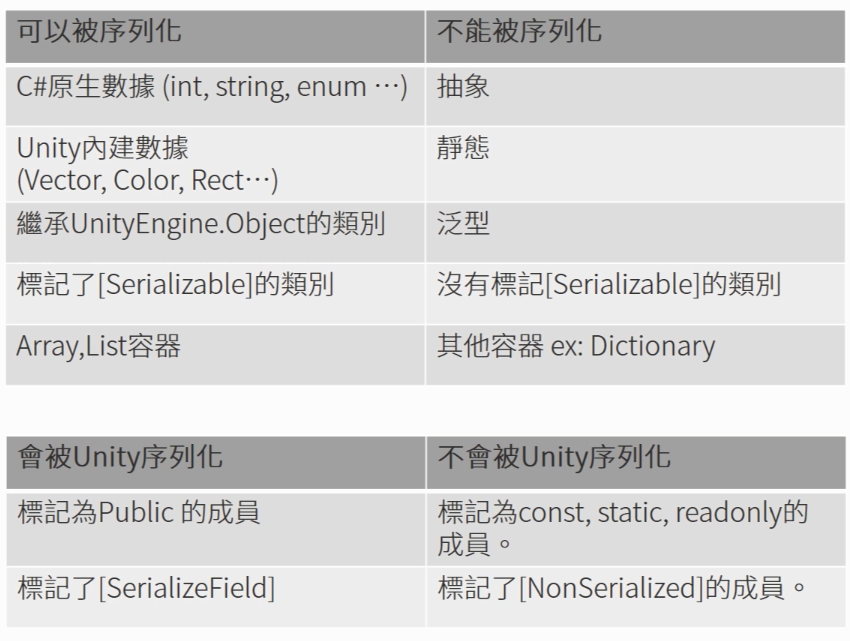 可以被序列化
不能被序列化
C#原生數據 (int, string, enum ⋯)
抽象
Unity內建數據
(Vector, Color, Rect⋯)
靜態
繼承UnityEngine.Object的類別
泛型
標記了[Serializable]的類別
沒有標記[Serializable]的類別
Array,List容器
其他容器 ex: Dictionary
會被Unity序列化
不會被Unity序列化
標記為Public 的成員
標記為const, static, readonly的
成員。
標記了[SerializeField]
標記了[NonSerialized]的成員。